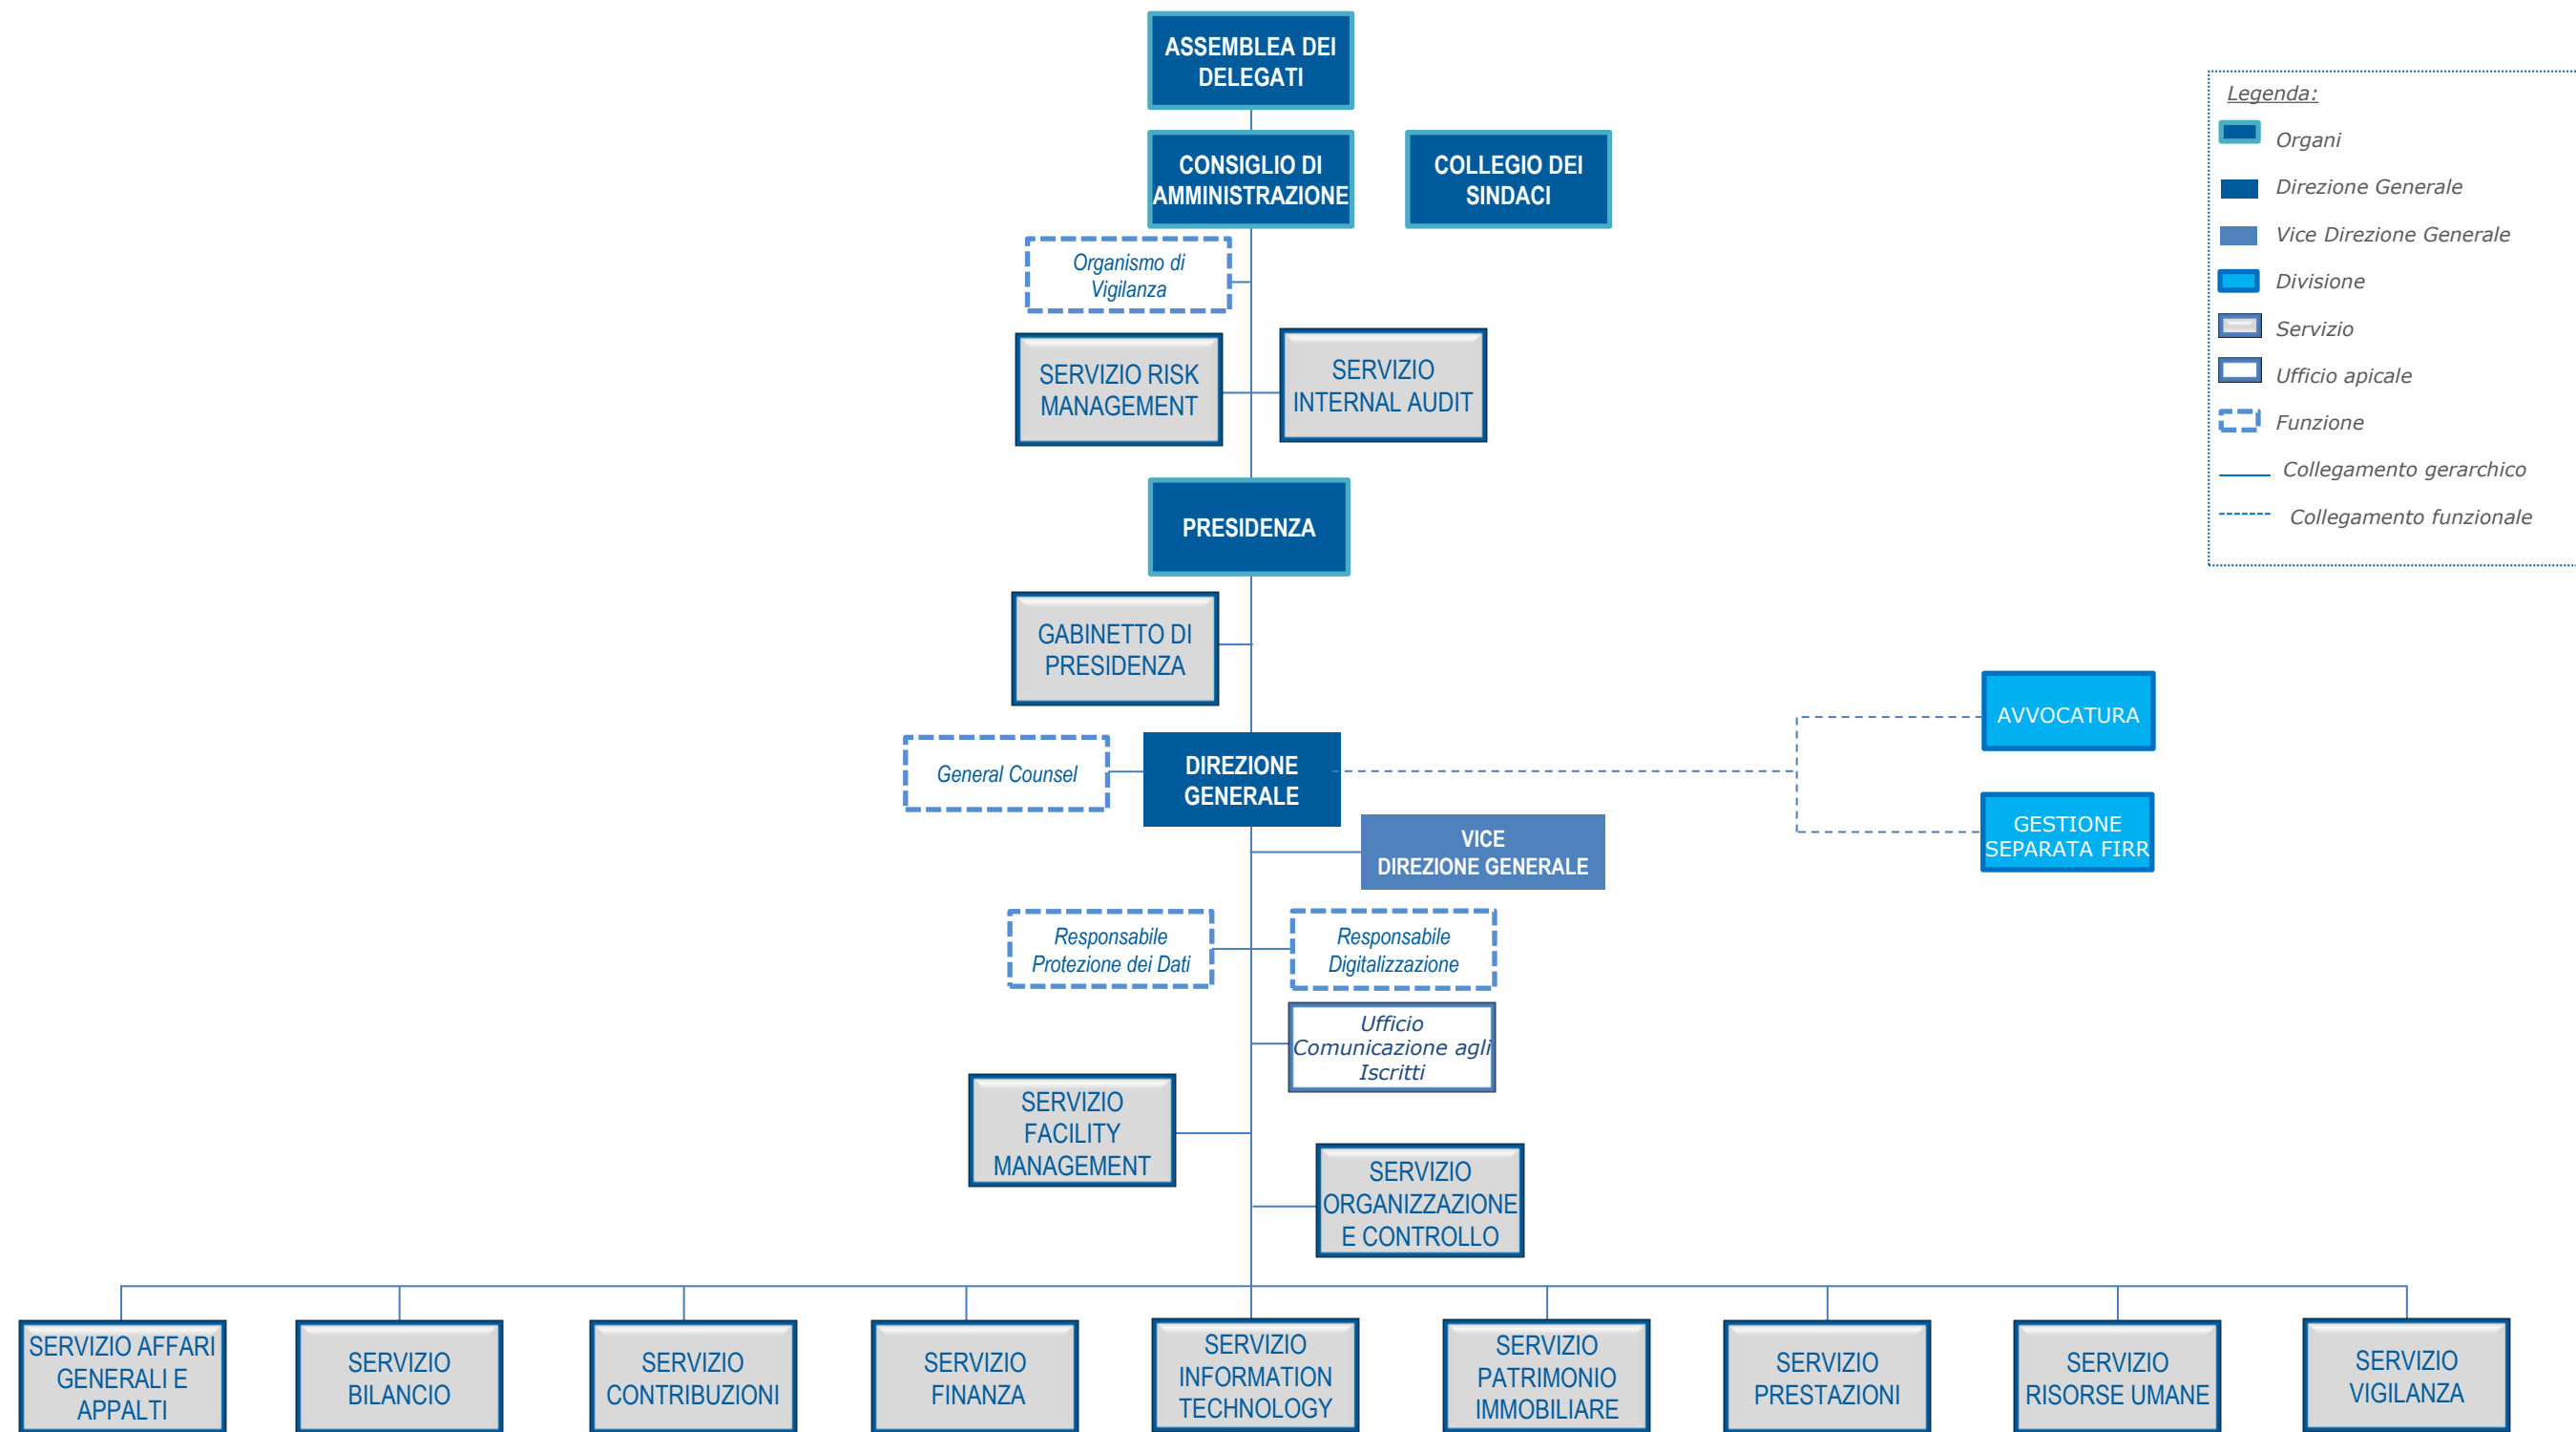 ASSEMBLEA DEI
DELEGATI
CONSIGLIO DI
AMMINISTRAZIONE
COLLEGIO DEI
SINDACI
Organismo di
Vigilanza
SERVIZIO RISK
MANAGEMENT
SERVIZIO
INTERNAL AUDIT
PRESIDENZA
GABINETTO DI
PRESIDENZA
General Counsel
DIREZIONE
GENERALE
AVVOCATURA
GESTIONE
SEPARATA FIRR
VICE
DIREZIONE GENERALE
Responsabile
Protezione dei Dati
Responsabile
Digitalizzazione
Ufficio
Comunicazione agli
Iscritti
SERVIZIO
FACILITY
MANAGEMENT
SERVIZIO
ORGANIZZAZIONE
E CONTROLLO
SERVIZIO AFFARI
GENERALI E
APPALTI
SERVIZIO
BILANCIO
SERVIZIO
CONTRIBUZIONI
SERVIZIO
FINANZA
SERVIZIO
INFORMATION
TECHNOLOGY
SERVIZIO
PATRIMONIO
IMMOBILIARE
SERVIZIO
PRESTAZIONI
SERVIZIO
RISORSE UMANE
SERVIZIO
VIGILANZA
Legenda:
Organi
Direzione Generale
Vice Direzione Generale
Divisione
Servizio
Ufficio apicale
Funzione
Collegamento gerarchico
Collegamento funzionale